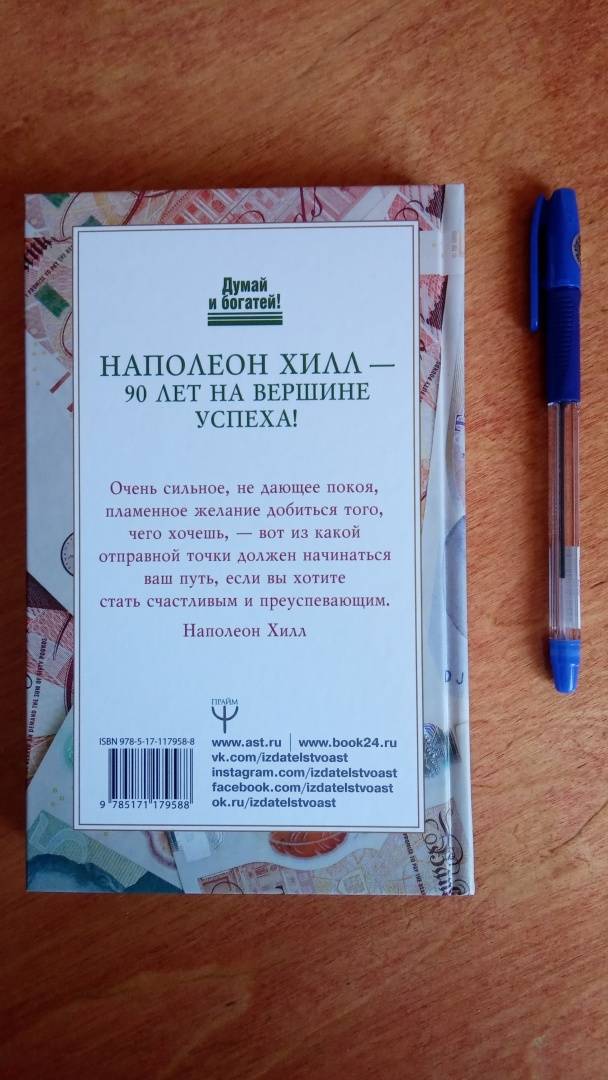 Думай
и богатей!
НАПОЛЕОН ХИЛЛ —
90 ЛЕТ НА ВЕРШИНЕ
УСПЕХА!
Очень сильное, не дающее покоя,
пламенное желание добиться того,
чего хочешь, — вот из какой
отправной точки должен начинаться
ваш путь, если вы хотите
стать счастливым и преуспевающим.
Наполеон Хилл
ПРАЙМ
ISBN 978-5-17-117958-8
9 785171 179588
www.ast.ru | www.book24.ru
vk.com/izdatelstvoast
instagram.com/izdatelstvoast
facebook.com/izdatelstvoast
ok.ru/izdatelstvoast